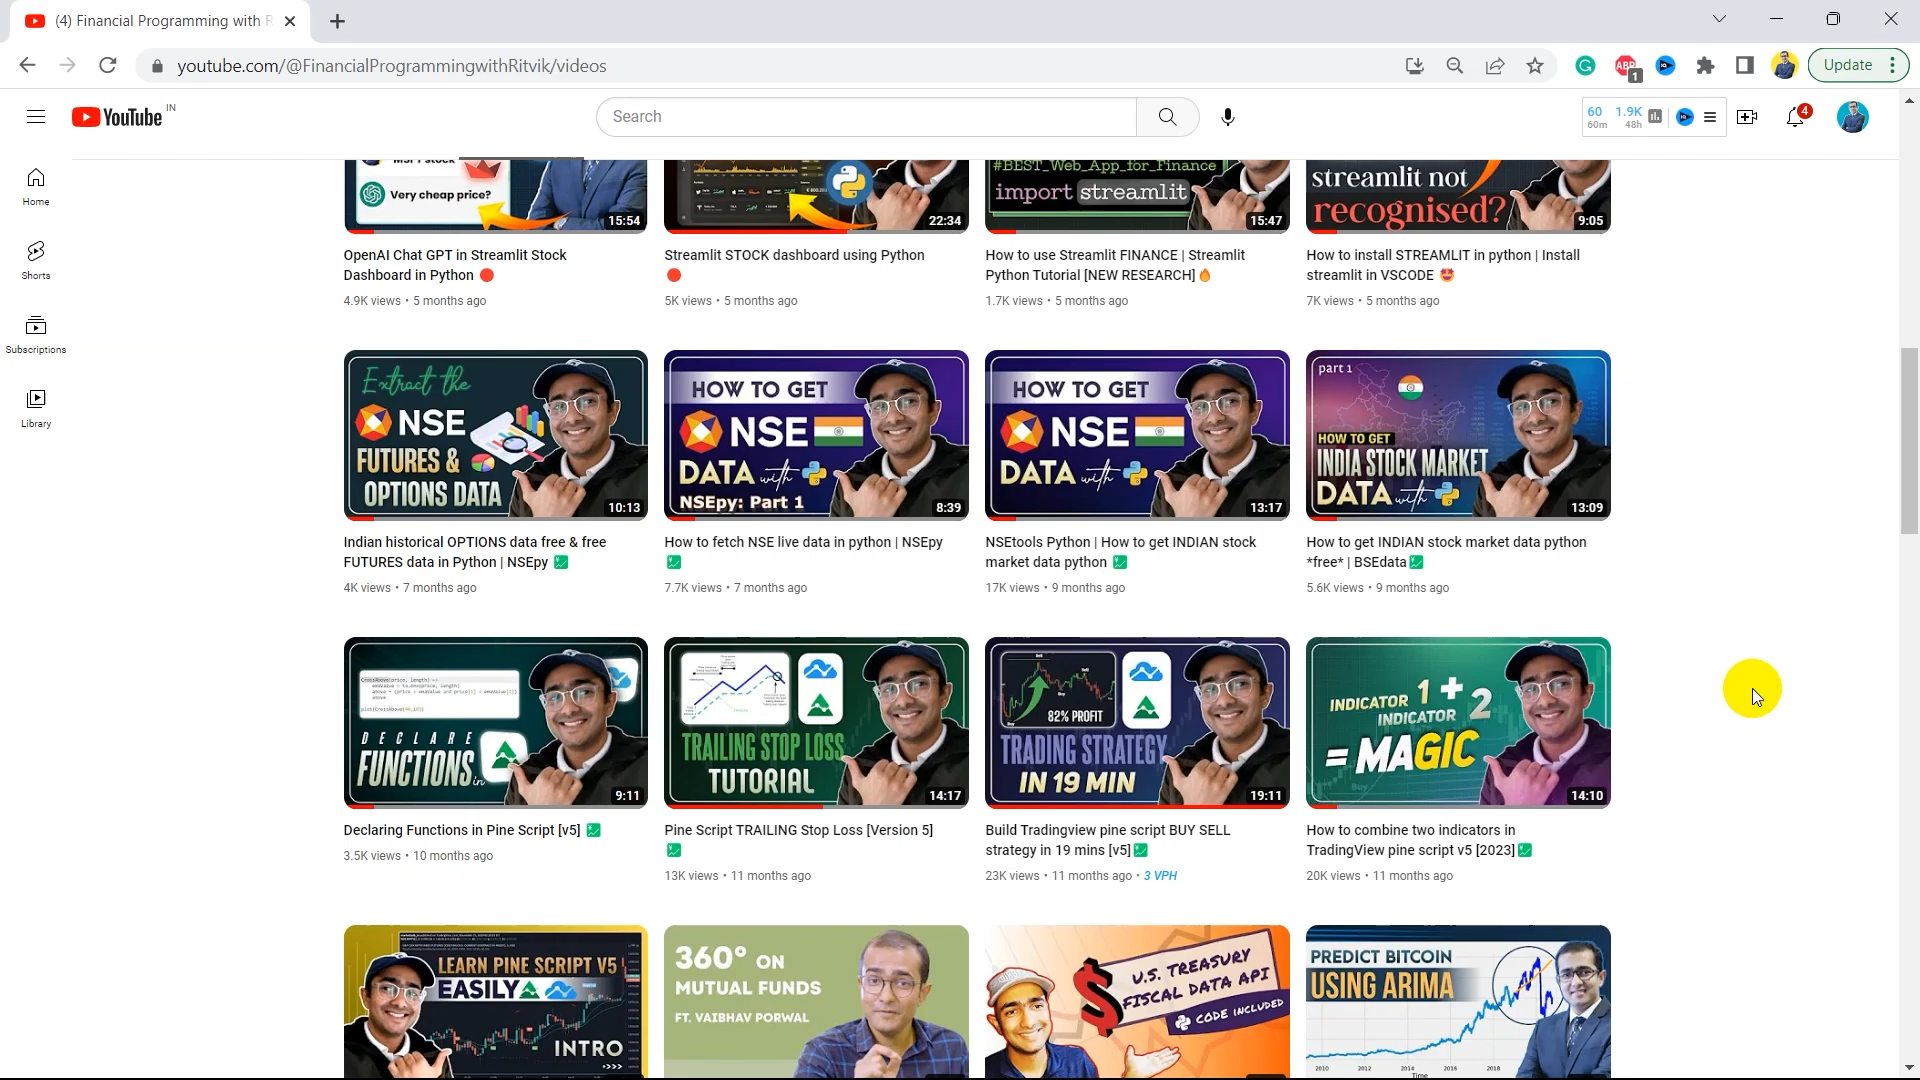 (4) Financial Programming with R
youtube.com/@FinancialProgrammingwithRitvik/videos
ABP
1
Update
YouTube
IN
Search
60
60m
1.9K
48h
4
Home
Shorts
Subscriptions
Library
Very cheap price?
15:54
22:34
#BEST_Web_App_for_Finance
import streamlit
15:47
streamlit not
recognised?
9:05
OpenAI Chat GPT in Streamlit Stock
Dashboard in Python
4.9K views • 5 months ago
Streamlit STOCK dashboard using Python
5K views • 5 months ago
How to use Streamlit FINANCE | Streamlit
Python Tutorial [NEW RESEARCH]
1.7K views • 5 months ago
How to install STREAMLIT in python | Install
streamlit in VSCODE
7K views • 5 months ago
Extract the
NSE
FUTURES &
OPTIONS DATA
10:13
HOW TO GET
NSE
DATA with
NSEpy: Part 1
8:39
HOW TO GET
NSE
DATA with
13:17
part 1
HOW TO GET
INDIA STOCK MARKET
DATA with
13:09
Indian historical OPTIONS data free & free
FUTURES data in Python | NSEpy
4K views • 7 months ago
How to fetch NSE live data in python | NSEpy
7.7K views • 7 months ago
NSEtools Python | How to get INDIAN stock
market data python
17K views • 9 months ago
How to get INDIAN stock market data python
*free* | BSEdata
5.6K views • 9 months ago
DECLARE
FUNCTIONS in
9:11
TRAILING STOP LOSS
TUTORIAL
14:17
82% PROFIT
TRADING STRATEGY
IN 19 MIN
19:11
INDICATOR 1 +
INDICATOR 2
= MAGIC
14:10
Declaring Functions in Pine Script [v5]
3.5K views • 10 months ago
Pine Script TRAILING Stop Loss [Version 5]
13K views • 11 months ago
Build Tradingview pine script BUY SELL
strategy in 19 mins [v5]
23K views • 11 months ago • 3 VPH
How to combine two indicators in
TradingView pine script v5 [2023]
20K views • 11 months ago
LEARN PINE SCRIPT V5
EASILY
INTRO
>>>>
360° ON
MUTUAL FUNDS
FT. VAIBHAV PORWAL
U.S. TREASURY
FISCAL DATA API
CODE INCLUDED
PREDICT BITCOIN
USING ARIMA
2010 2012 2014 2016 2018
Time